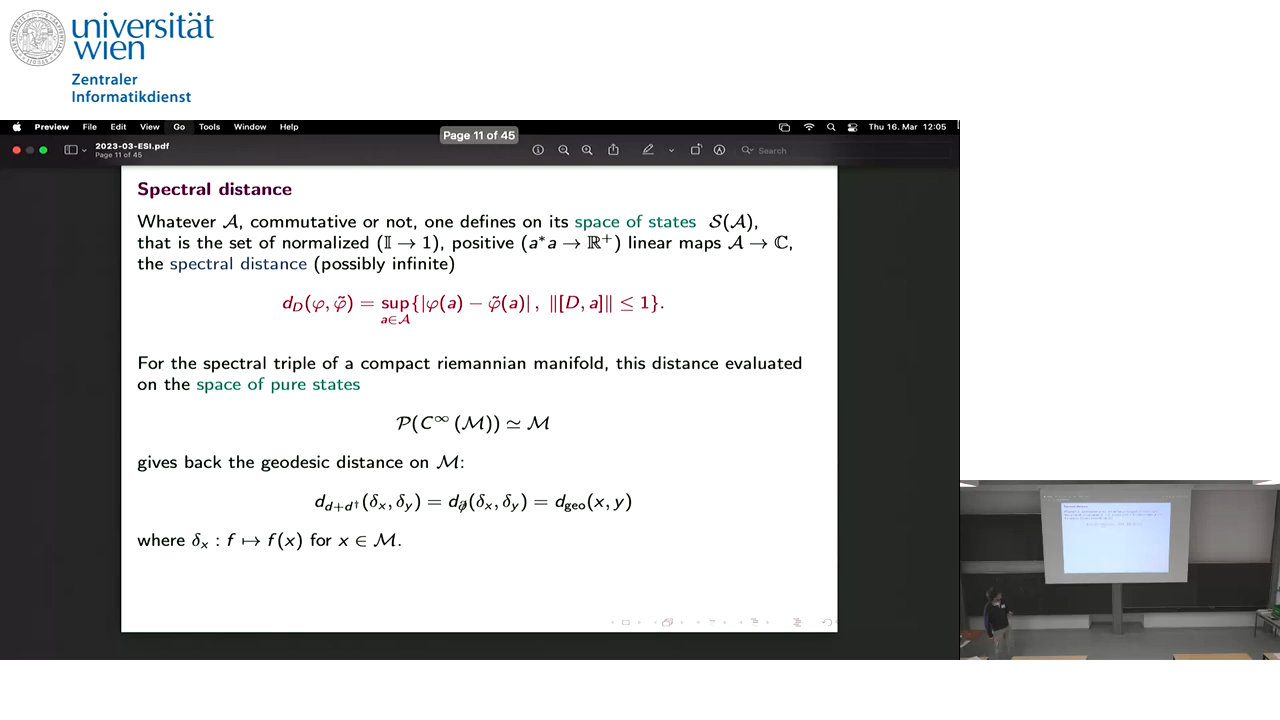 universität
wien
Zentraler
Informatikdienst
Preview File Edit View Go Tools Window Help
Thu 16. Mar 12:05
Page 11 of 45
2023-03-ESI.pdf
Page 11 of 45
Search
Spectral distance
Whatever 𝒜, commutative or not, one defines on its space of states 𝒮(𝒜),
that is the set of normalized (𝕀 → 1), positive (a*a → ℝ⁺) linear maps 𝒜 → ℂ,
the spectral distance (possibly infinite)
d_D(φ, φ̃) = sup_{a∈𝒜}{|φ(a) − φ̃(a)| , ‖[D, a]‖ ≤ 1}.
For the spectral triple of a compact riemannian manifold, this distance evaluated
on the space of pure states
𝒫(C^∞ (ℳ)) ≃ ℳ
gives back the geodesic distance on ℳ:
d_{d+d†}(δ_x, δ_y) = d_{∂̸}(δ_x, δ_y) = d_geo(x, y)
where δ_x : f ↦ f(x) for x ∈ ℳ.